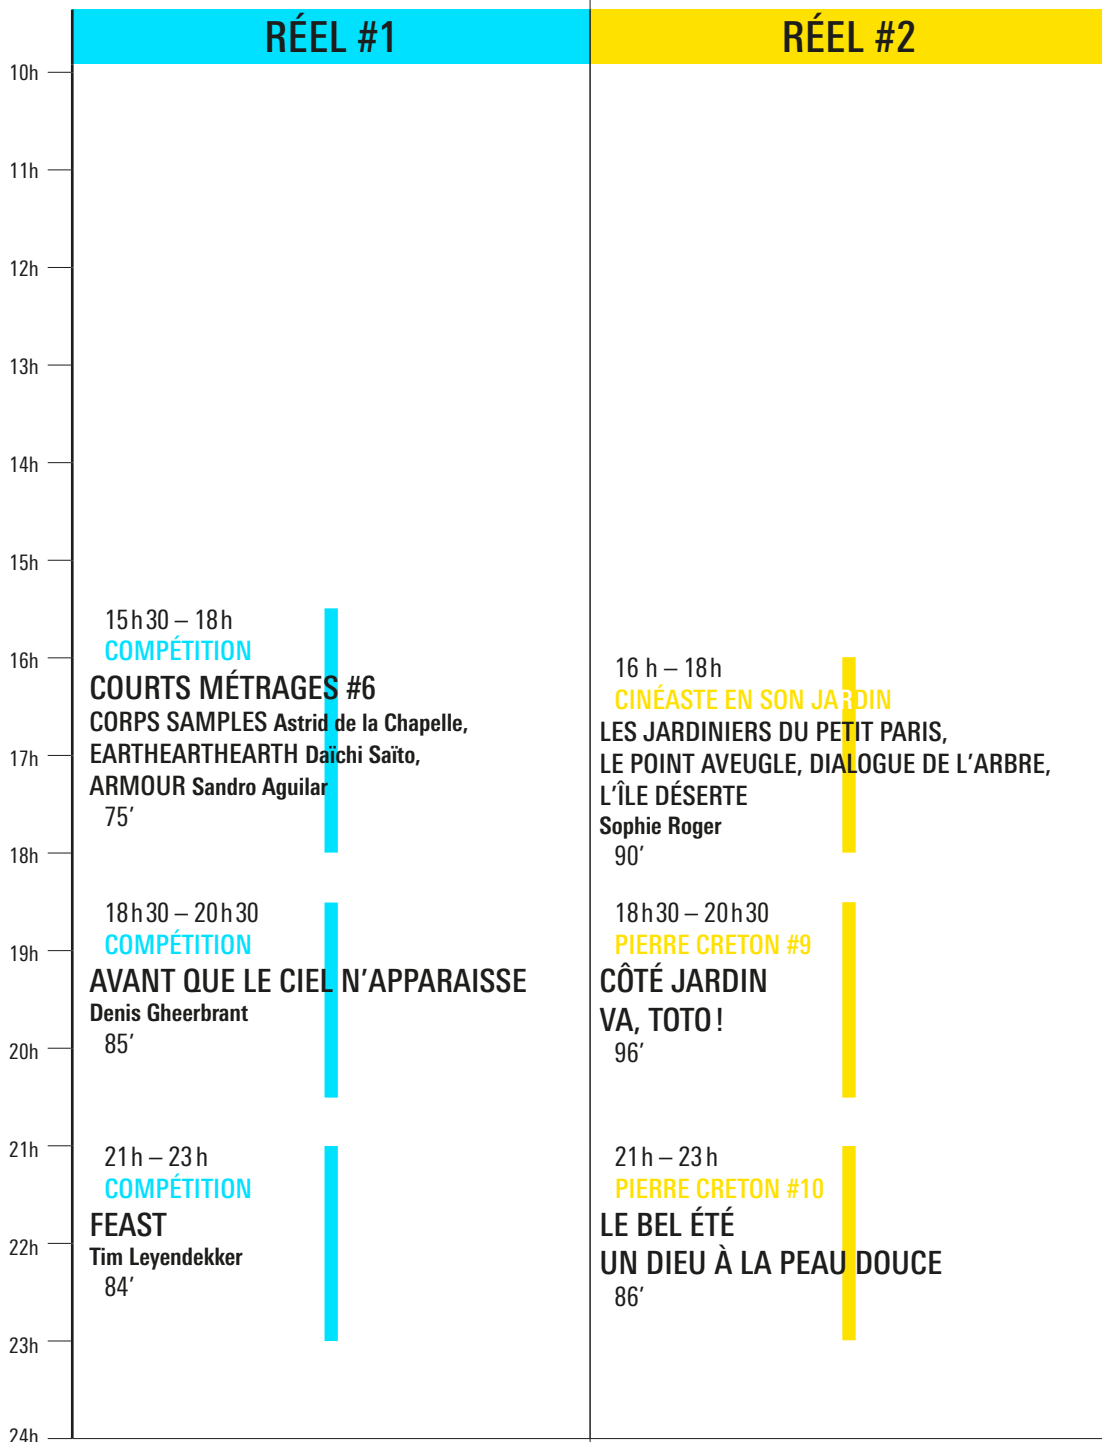 RÉEL #1
RÉEL #2
10h
11h
12h
13h
14h
15h
16h
17h
18h
19h
20h
21h
22h
23h
24h
15h30 – 18h
COMPÉTITION
COURTS MÉTRAGES #6
CORPS SAMPLES Astrid de la Chapelle,
EARTHEARTHEARTH Daïchi Saïto,
ARMOUR Sandro Aguilar
75’
18h30 – 20h30
COMPÉTITION
AVANT QUE LE CIEL N’APPARAISSE
Denis Gheerbrant
85’
21h – 23h
COMPÉTITION
FEAST
Tim Leyendekker
84’
16 h – 18h
CINÉASTE EN SON JARDIN
LES JARDINIERS DU PETIT PARIS,
LE POINT AVEUGLE, DIALOGUE DE L’ARBRE,
L’ÎLE DÉSERTE
Sophie Roger
90’
18h30 – 20h30
PIERRE CRETON #9
CÔTÉ JARDIN
VA, TOTO !
96’
21h – 23h
PIERRE CRETON #10
LE BEL ÉTÉ
UN DIEU À LA PEAU DOUCE
86’